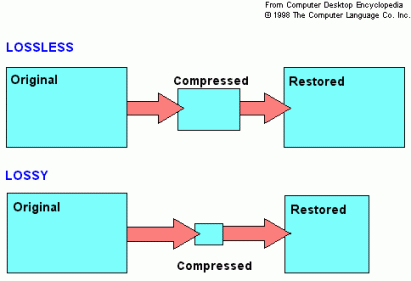 From Computer Desktop Encyclopedia
© 1998 The Computer Language Co. Inc.
LOSSLESS
Original
Compressed
Restored
LOSSY
Original
Restored
Compressed